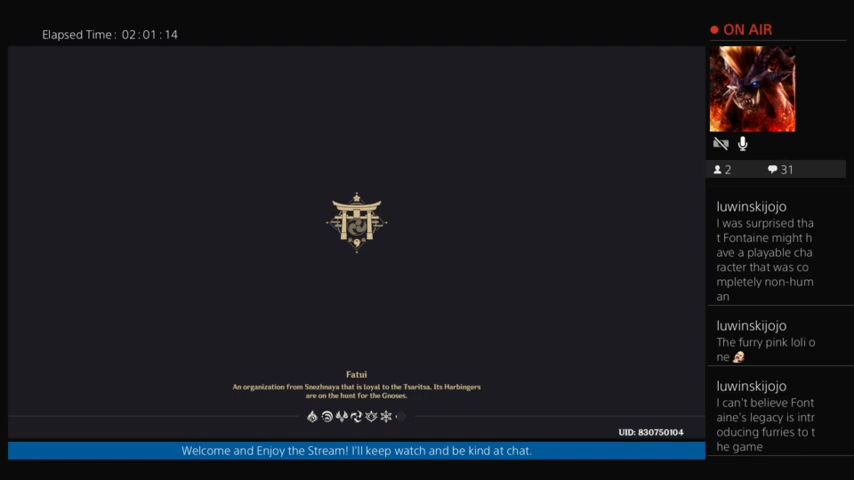 Elapsed Time: 02:01:14
ON AIR
2
31
luwinskijojo
I was surprised tha
t Fontaine might h
ave a playable cha
racter that was co
mpletely non-hum
an
luwinskijojo
The furry pink loli o
ne
luwinskijojo
I can't believe Font
aine's legacy is intr
oducing furries to t
he game
Fatui
An organization from Snezhnaya that is loyal to the Tsaritsa. Its Harbingers
are on the hunt for the Gnoses.
UID: 830750104
Welcome and Enjoy the Stream! I'll keep watch and be kind at chat.